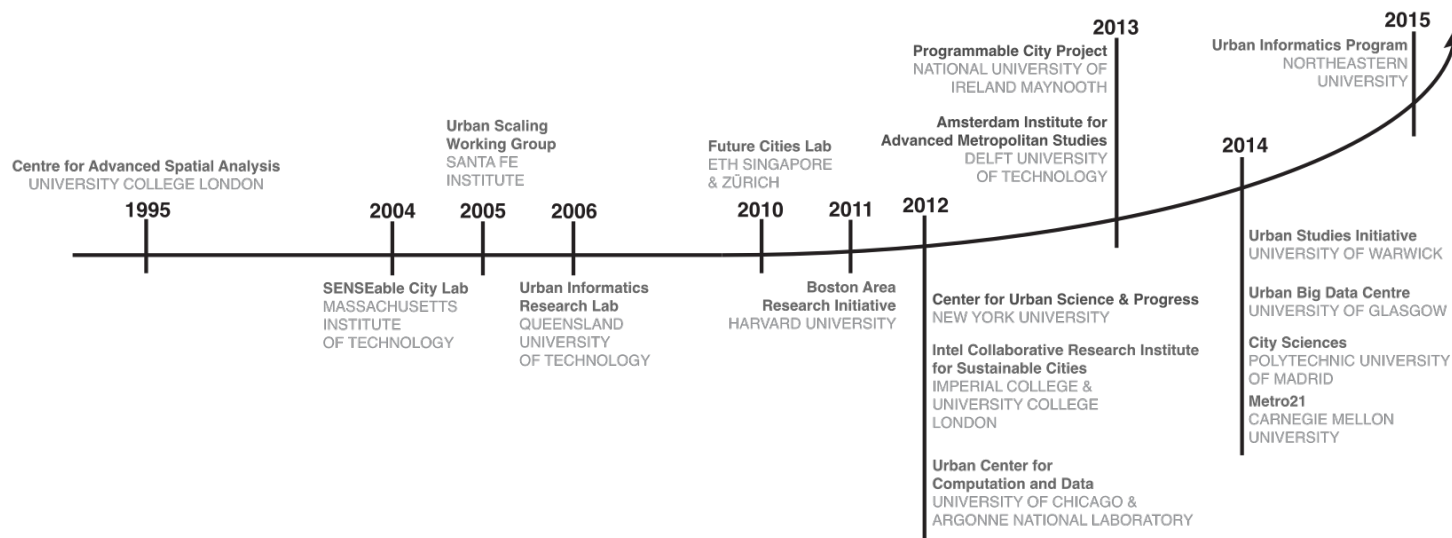 Centre for Advanced Spatial Analysis
UNIVERSITY COLLEGE LONDON
1995
2004
SENSEable City Lab
MASSACHUSETTS
INSTITUTE
OF TECHNOLOGY
Urban Scaling
Working Group
SANTA FE
INSTITUTE
2005
2006
Urban Informatics
Research Lab
QUEENSLAND
UNIVERSITY
OF TECHNOLOGY
Future Cities Lab
ETH SINGAPORE
& ZÜRICH
2010
2011
Boston Area
Research Initiative
HARVARD UNIVERSITY
2012
Center for Urban Science & Progress
NEW YORK UNIVERSITY
Intel Collaborative Research Institute
for Sustainable Cities
IMPERIAL COLLEGE &
UNIVERSITY COLLEGE
LONDON
Urban Center for
Computation and Data
UNIVERSITY OF CHICAGO &
ARGONNE NATIONAL LABORATORY
2013
Programmable City Project
NATIONAL UNIVERSITY OF
IRELAND MAYNOOTH
Amsterdam Institute for
Advanced Metropolitan Studies
DELFT UNIVERSITY
OF TECHNOLOGY
2014
Urban Studies Initiative
UNIVERSITY OF WARWICK
Urban Big Data Centre
UNIVERSITY OF GLASGOW
City Sciences
POLYTECHNIC UNIVERSITY
OF MADRID
Metro21
CARNEGIE MELLON
UNIVERSITY
2015
Urban Informatics Program
NORTHEASTERN
UNIVERSITY